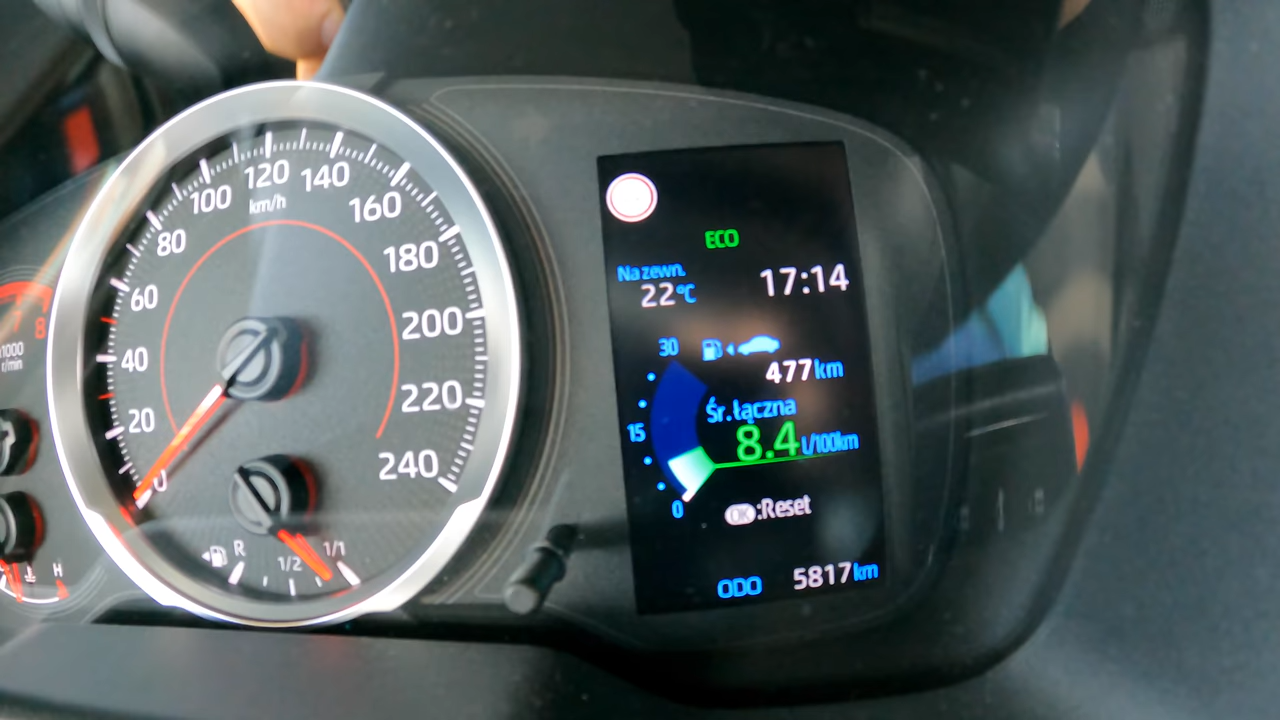 0
20
40
60
80
100
120
140
160
180
200
220
240
km/h
R
1/2
1/1
8
x1000
r/min
H
ECO
Na zewn.
22°C
17:14
30
15
0
477km
Śr.łączna
8.4 l/100km
OK:Reset
ODO 5817km